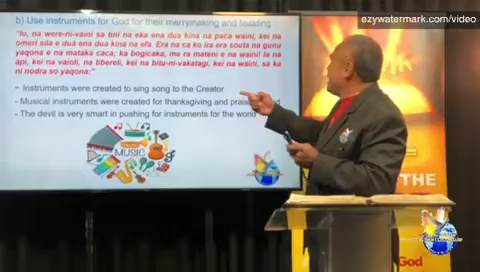 ezywatermark.com/video
b) Use instruments for God for their merrymaking and feasting
"Io, na were-ni-vaini sa tini na eka ena dua kina na paca waini, kei na
omeri sila e dua ena dua kina na efa. Era na ca ko ira era souta na gunu
yaqona e na mataka caca; ka bogicaka, me ra mateni e na waini! Ia na
api, kei na vaioli, na tibereli, kei na bitu-ni-vakatagi, kei na waini, sa ka
ni nodra so yaqona;"
- Instruments were created to sing song to the Creator
- Musical instruments were created for thanksgiving and
- The devil is very smart in pushing for instruments for the world
MUSIC
THE
God